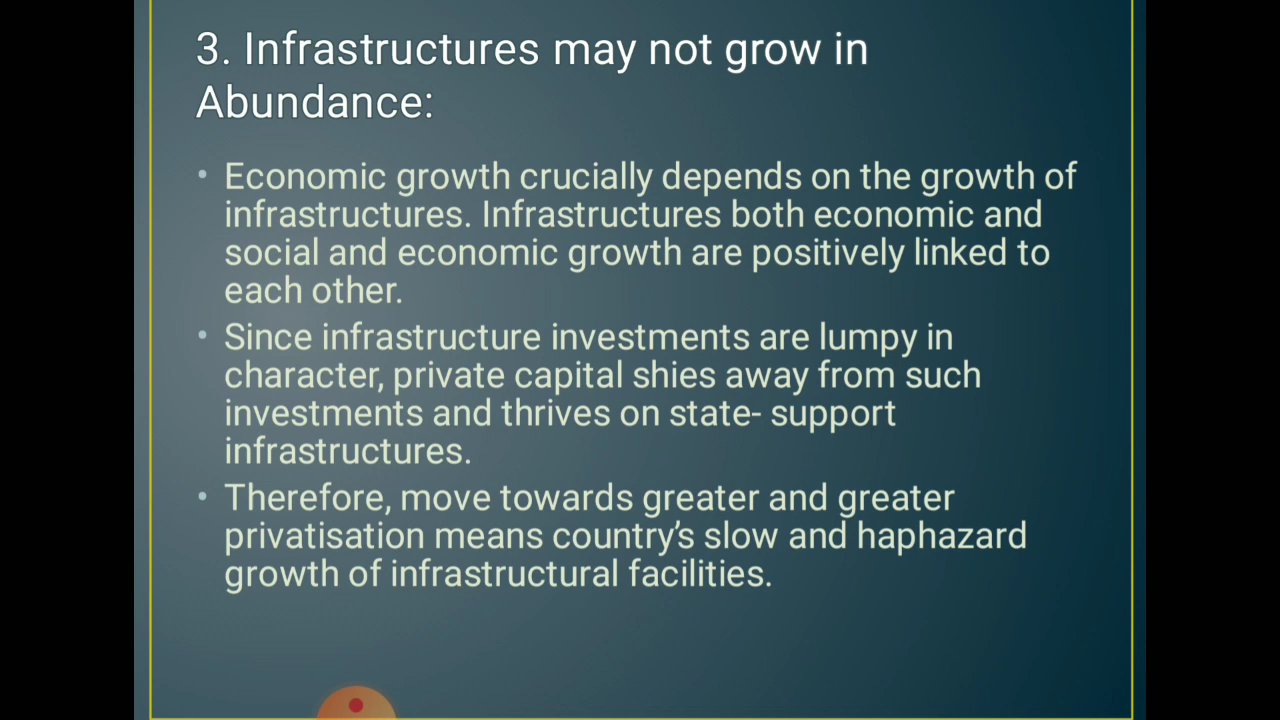 3. Infrastructures may not grow in
Abundance:
• Economic growth crucially depends on the growth of
infrastructures. Infrastructures both economic and
social and economic growth are positively linked to
each other.
• Since infrastructure investments are lumpy in
character, private capital shies away from such
investments and thrives on state- support
infrastructures.
• Therefore, move towards greater and greater
privatisation means country’s slow and haphazard
growth of infrastructural facilities.